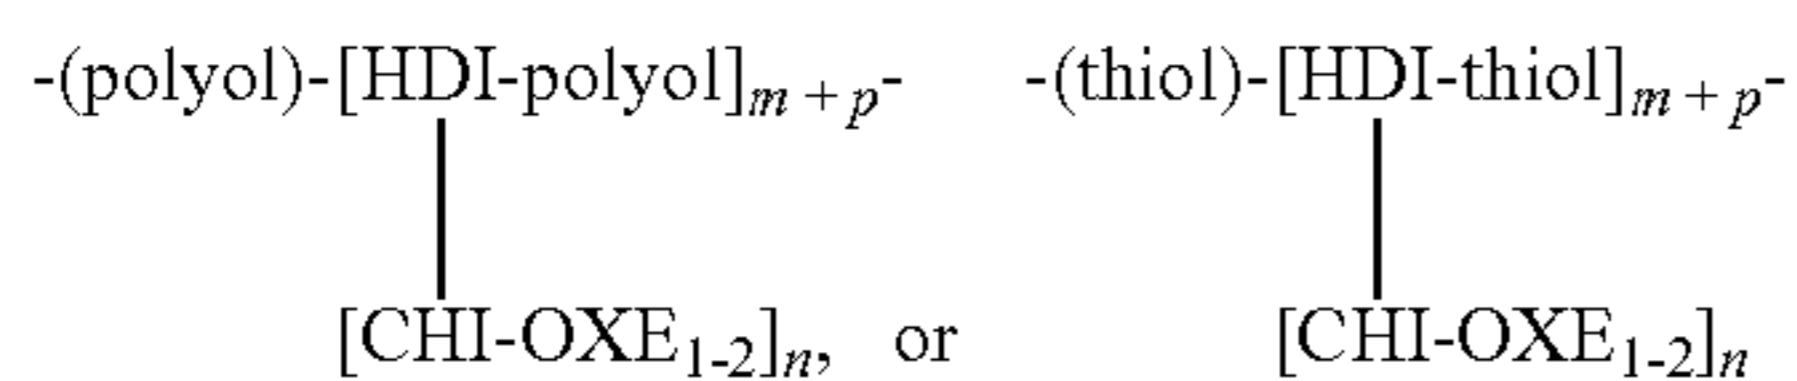 -(polyol)-[HDI-polyol]m + p- -(thiol)-[HDI-thiol]m + p-
[CHI-OXE1-2]n, or [CHI-OXE1-2]n